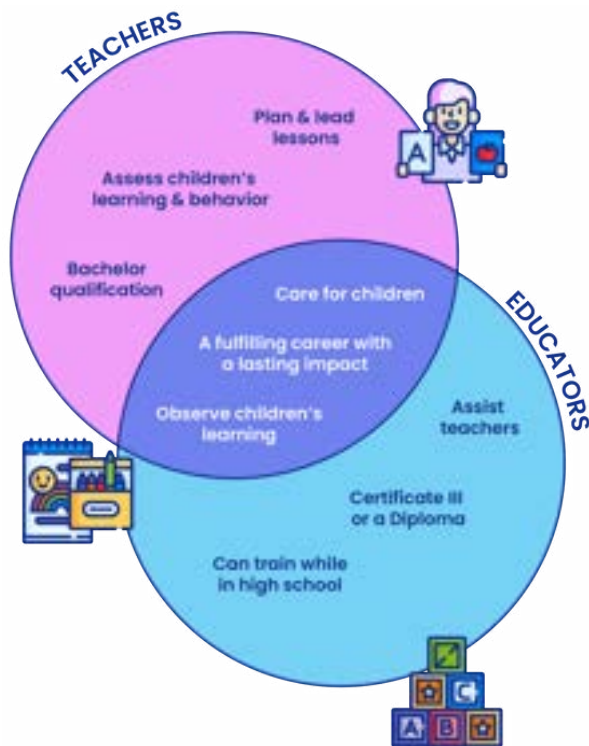 TEACHERS
Plan & lead
lessons
A
Assess children's
learning & behavior
Bachelor
qualification
Care for children
A fulfilling career with
a lasting impact
Observe children's
learning
EDUCATORS
Assist
teachers
Certificate III
or a Diploma
Can train while
in high school
C
A B